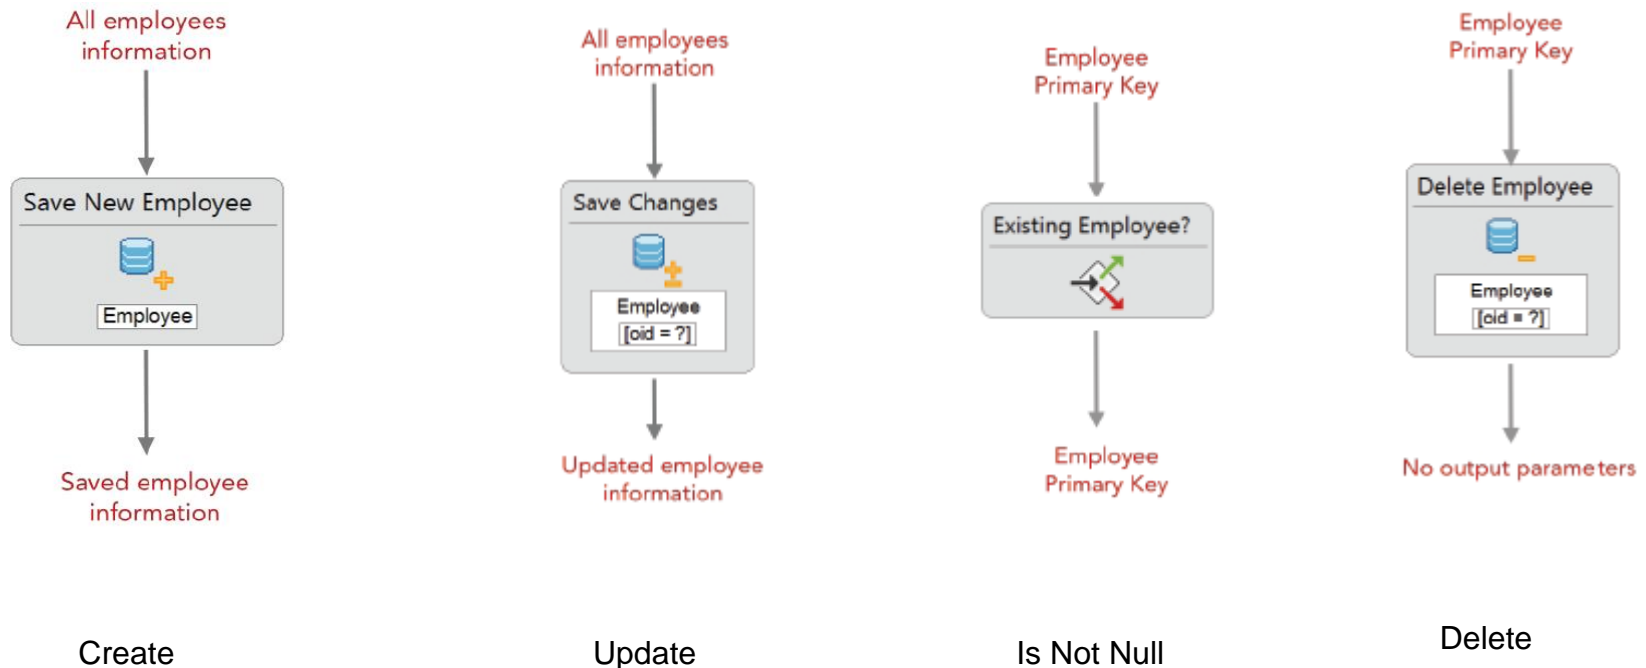 All employees
information
Save New Employee
Employee
Saved employee
information
Create
All employees
information
Save Changes
Employee
[oid = ?]
Updated employee
information
Update
Employee
Primary Key
Existing Employee?
Employee
Primary Key
Is Not Null
Employee
Primary Key
Delete Employee
Employee
[oid = ?]
No output parameters
Delete